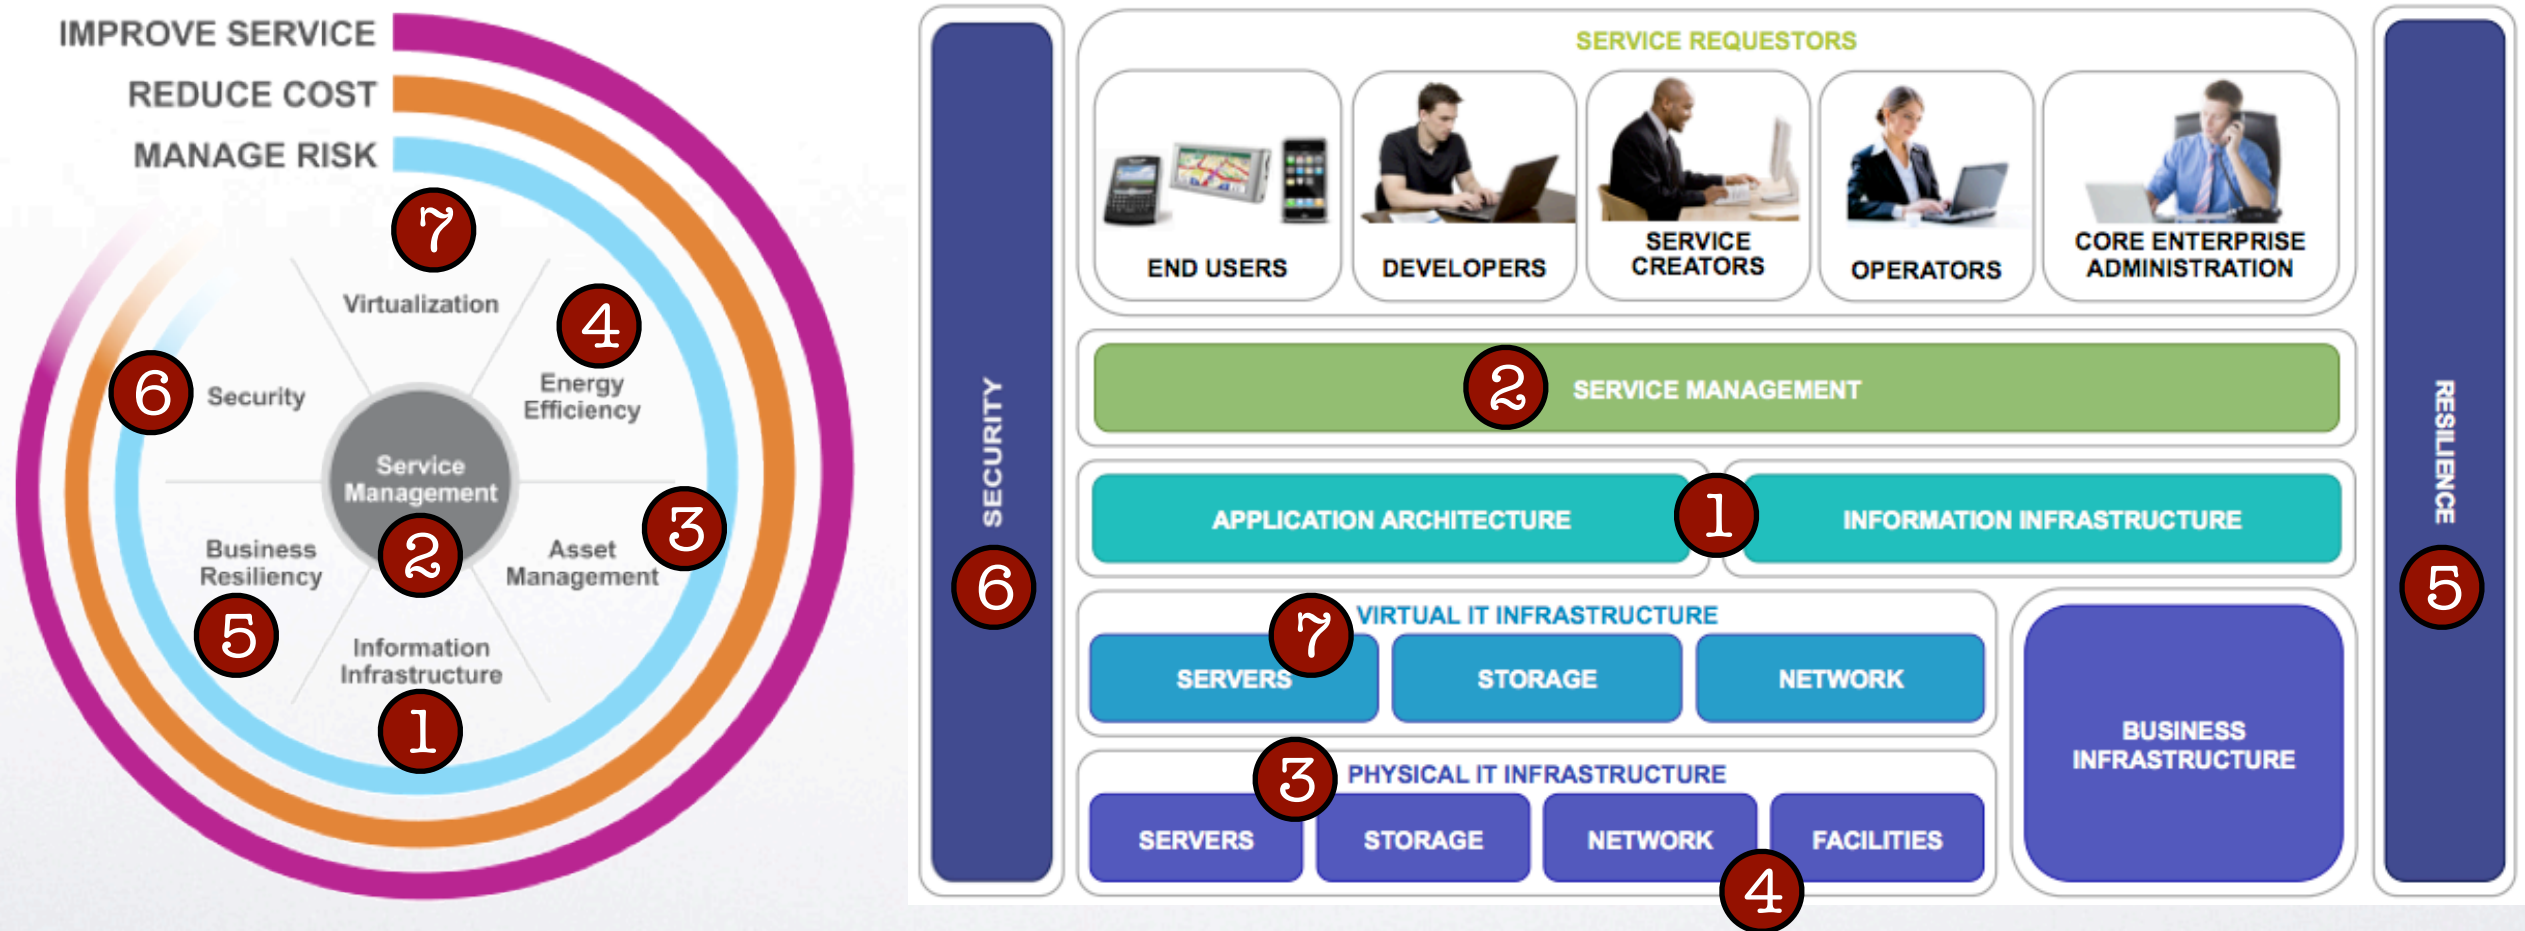 IMPROVE SERVICE
REDUCE COST
MANAGE RISK
7
Virtualization
4
Energy
Efficiency
6
Security
Service
Management
2
3
Asset
Management
Business
Resiliency
5
Information
Infrastructure
1
SECURITY
6
SERVICE REQUESTORS
END USERS
DEVELOPERS
SERVICE
CREATORS
OPERATORS
CORE ENTERPRISE
ADMINISTRATION
2
SERVICE MANAGEMENT
APPLICATION ARCHITECTURE
1
INFORMATION INFRASTRUCTURE
7
VIRTUAL IT INFRASTRUCTURE
SERVERS
STORAGE
NETWORK
3
PHYSICAL IT INFRASTRUCTURE
SERVERS
STORAGE
NETWORK
FACILITIES
4
BUSINESS
INFRASTRUCTURE
RESILIENCE
5